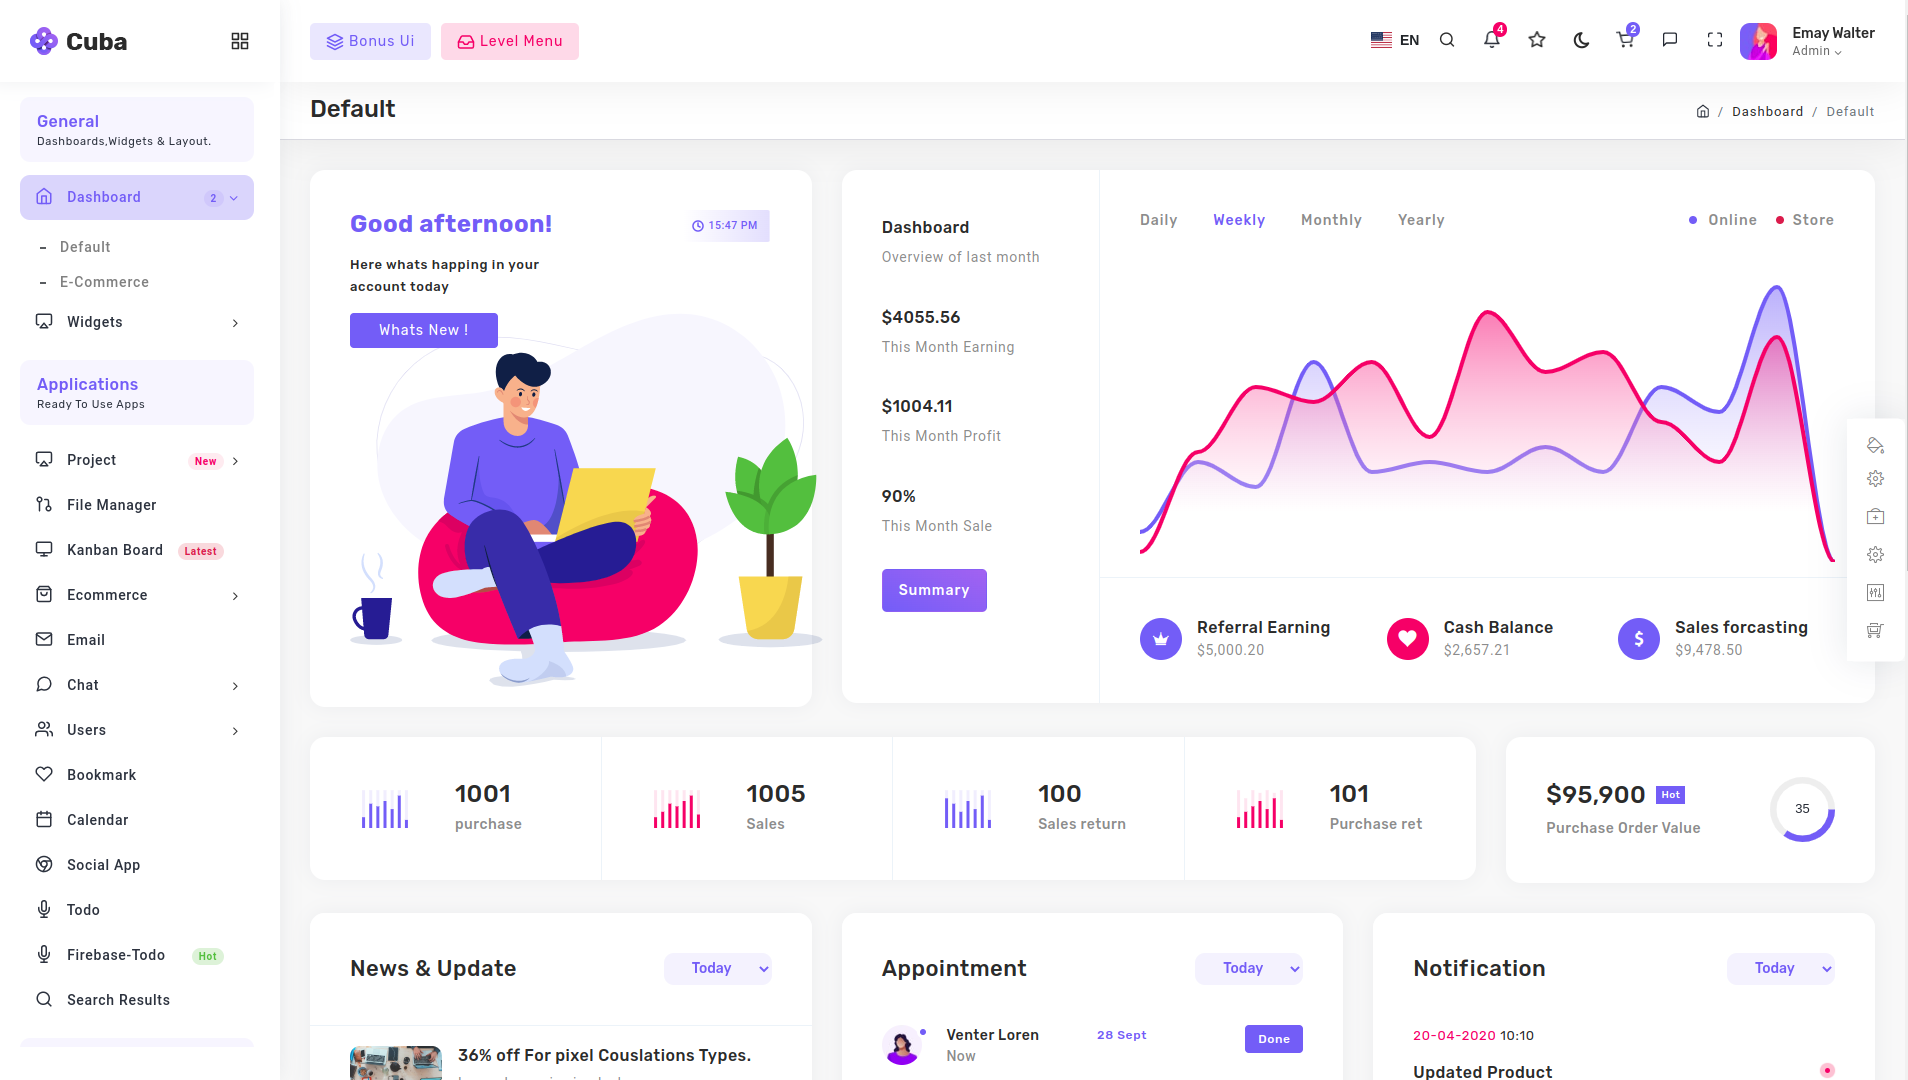 Cuba
Bonus Ui
Level Menu
EN
4
2
Emay Walter
Admin
General
Dashboards,Widgets & Layout.
Dashboard
2
Default
E-Commerce
Widgets
Applications
Ready To Use Apps
Project
New
File Manager
Kanban Board
Latest
Ecommerce
Email
Chat
Users
Bookmark
Calendar
Social App
Todo
Firebase-Todo
Hot
Search Results
Default
/ Dashboard / Default
Good afternoon!
15:47 PM
Here whats happing in your
account today
Whats New !
Dashboard
Overview of last month
$4055.56
This Month Earning
$1004.11
This Month Profit
90%
This Month Sale
Summary
Daily
Weekly
Monthly
Yearly
Online
Store
Referral Earning
$5,000.20
Cash Balance
$2,657.21
Sales forcasting
$9,478.50
1001
purchase
1005
Sales
100
Sales return
101
Purchase ret
$95,900
Hot
Purchase Order Value
35
News & Update
Today
36% off For pixel Couslations Types.
Appointment
Today
Venter Loren
Now
28 Sept
Done
Notification
Today
20-04-2020 10:10
Updated Product